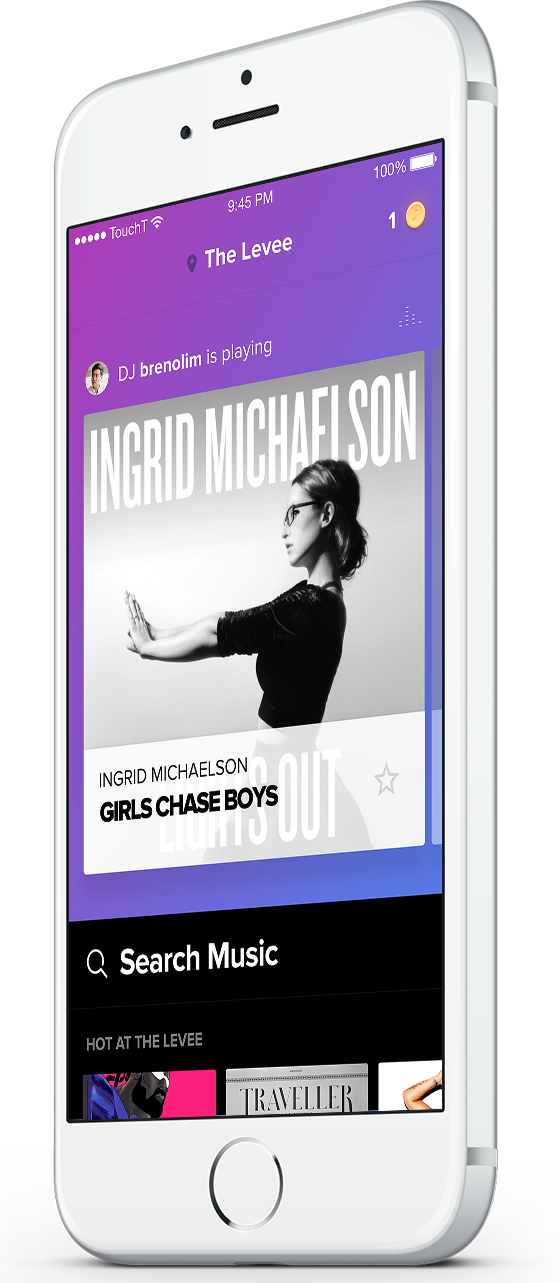 100%
9:45 PM
TouchT
1
The Levee
DJ brenolim is playing
INGRID MICHAELSON
INGRID MICHAELSON
GIRLS CHASE BOYS
LIGHTS OUT
Search Music
HOT AT THE LEVEE
TRAVELLER